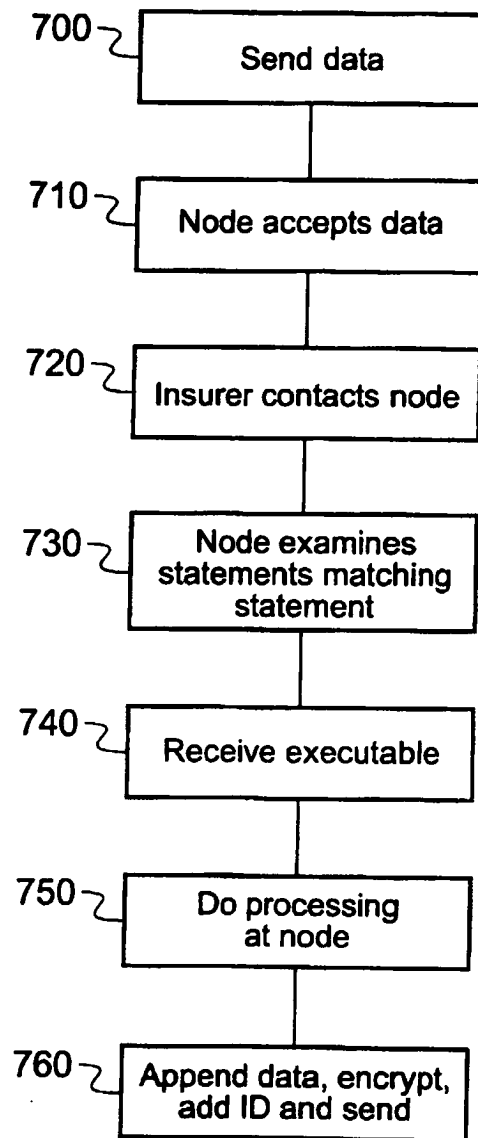 700
Send data
710
Node accepts data
720
Insurer contacts node
730
Node examines
statements matching
statement
740
Receive executable
750
Do processing
at node
760
Append data, encrypt,
add ID and send